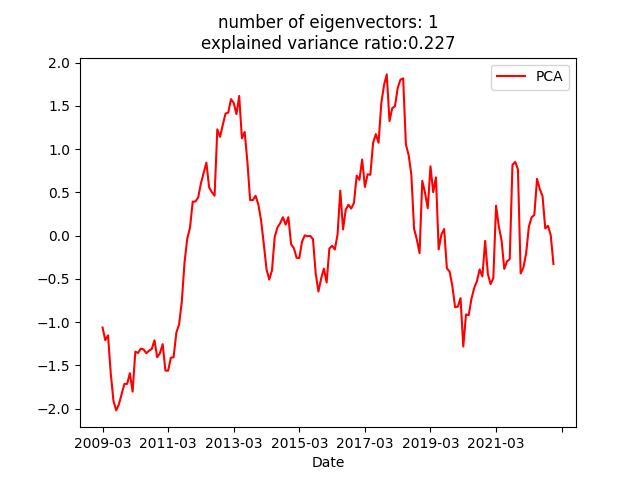 number of eigenvectors: 1
explained variance ratio:0.227
PCA
2.0
1.5
1.0
0.5
0.0
−0.5
−1.0
−1.5
−2.0
2009-03 2011-03 2013-03 2015-03 2017-03 2019-03 2021-03
Date